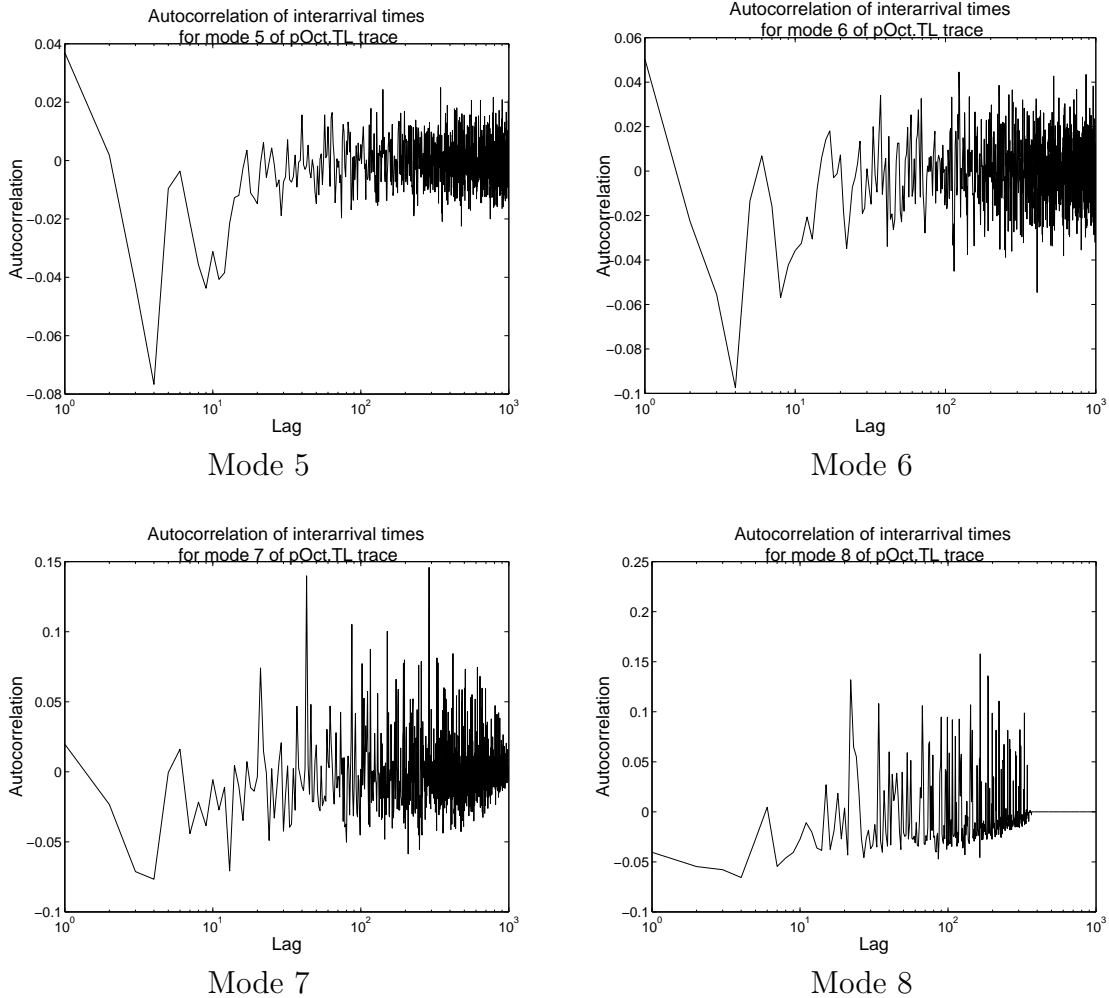 Autocorrelation of interarrival times
for mode 5 of pOct.TL trace
0.04
0.02
0
−0.02
−0.04
−0.06
−0.08
Autocorrelation
10^0
10^1
10^2
10^3
Lag
Mode 5
Autocorrelation of interarrival times
for mode 6 of pOct.TL trace
0.06
0.04
0.02
0
−0.02
−0.04
−0.06
−0.08
−0.1
Autocorrelation
10^0
10^1
10^2
10^3
Lag
Mode 6
Autocorrelation of interarrival times
for mode 7 of pOct.TL trace
0.15
0.1
0.05
0
−0.05
−0.1
Autocorrelation
10^0
10^1
10^2
10^3
Lag
Mode 7
Autocorrelation of interarrival times
for mode 8 of pOct.TL trace
0.25
0.2
0.15
0.1
0.05
0
−0.05
−0.1
Autocorrelation
10^0
10^1
10^2
10^3
Lag
Mode 8